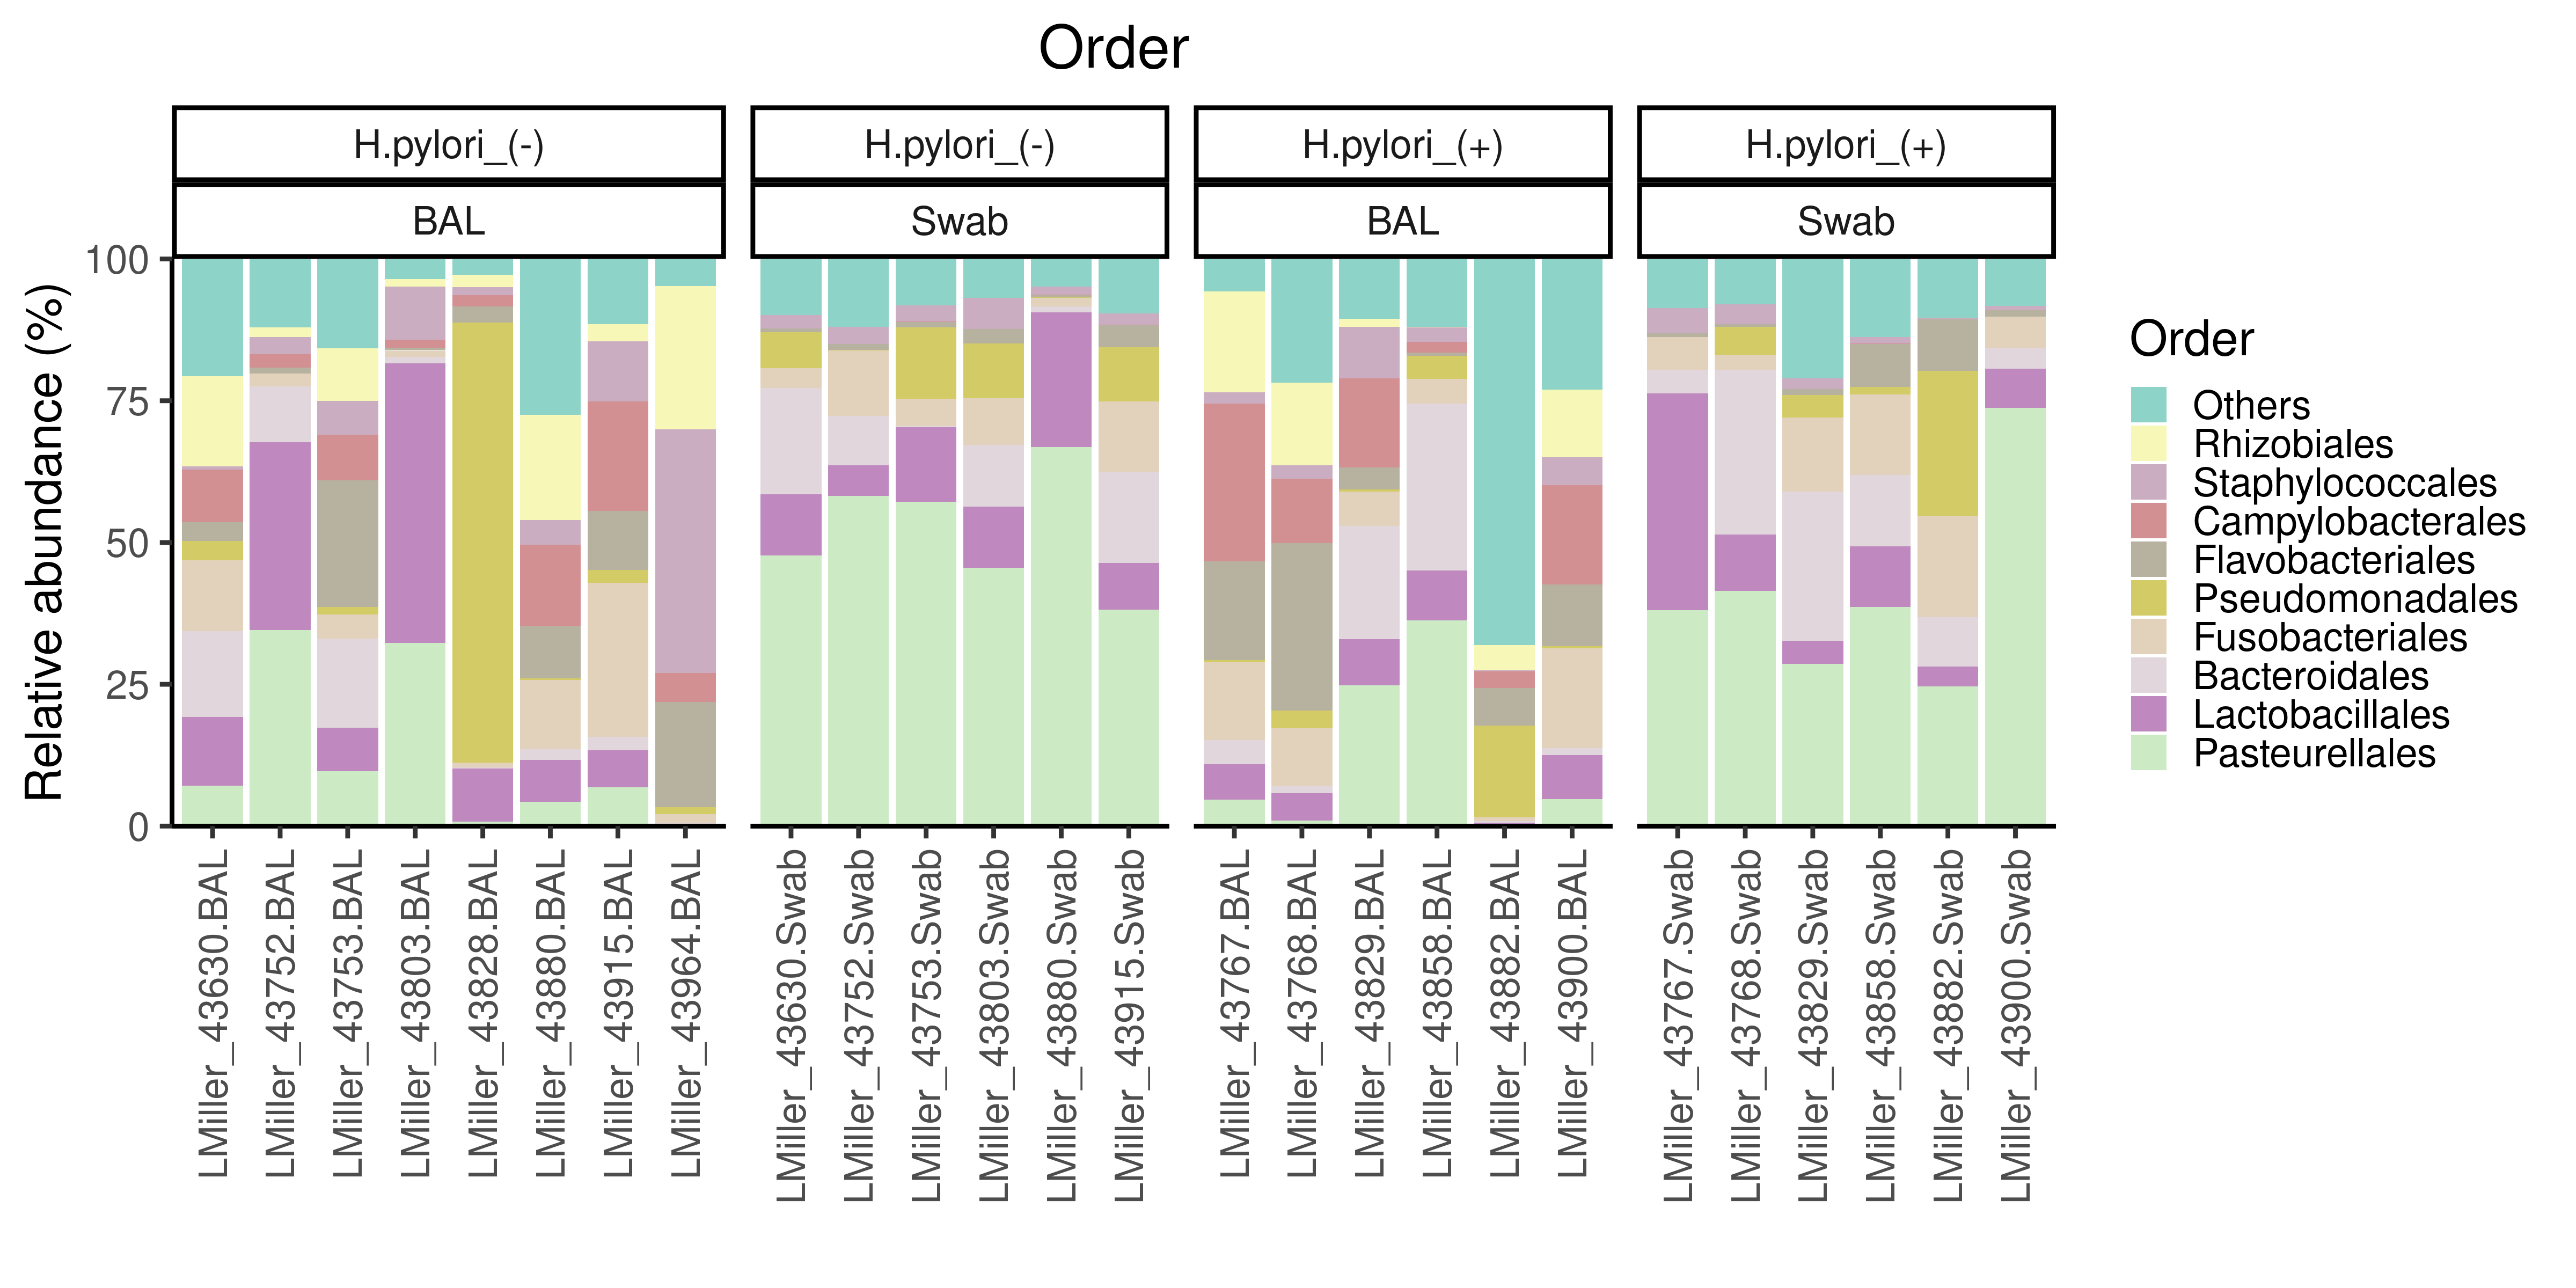 Order
H.pylori_(-)
H.pylori_(-)
H.pylori_(+)
H.pylori_(+)
BAL
Swab
BAL
Swab
Relative abundance (%)
100
75
50
25
0
LMiller_43630.BAL
LMiller_43752.BAL
LMiller_43753.BAL
LMiller_43803.BAL
LMiller_43828.BAL
LMiller_43880.BAL
LMiller_43915.BAL
LMiller_43964.BAL
LMiller_43630.Swab
LMiller_43752.Swab
LMiller_43753.Swab
LMiller_43803.Swab
LMiller_43880.Swab
LMiller_43915.Swab
LMiller_43767.BAL
LMiller_43768.BAL
LMiller_43829.BAL
LMiller_43858.BAL
LMiller_43882.BAL
LMiller_43900.BAL
LMiller_43767.Swab
LMiller_43768.Swab
LMiller_43829.Swab
LMiller_43858.Swab
LMiller_43882.Swab
LMiller_43900.Swab
Order
Others
Rhizobiales
Staphylococcales
Campylobacterales
Flavobacteriales
Pseudomonadales
Fusobacteriales
Bacteroidales
Lactobacillales
Pasteurellales